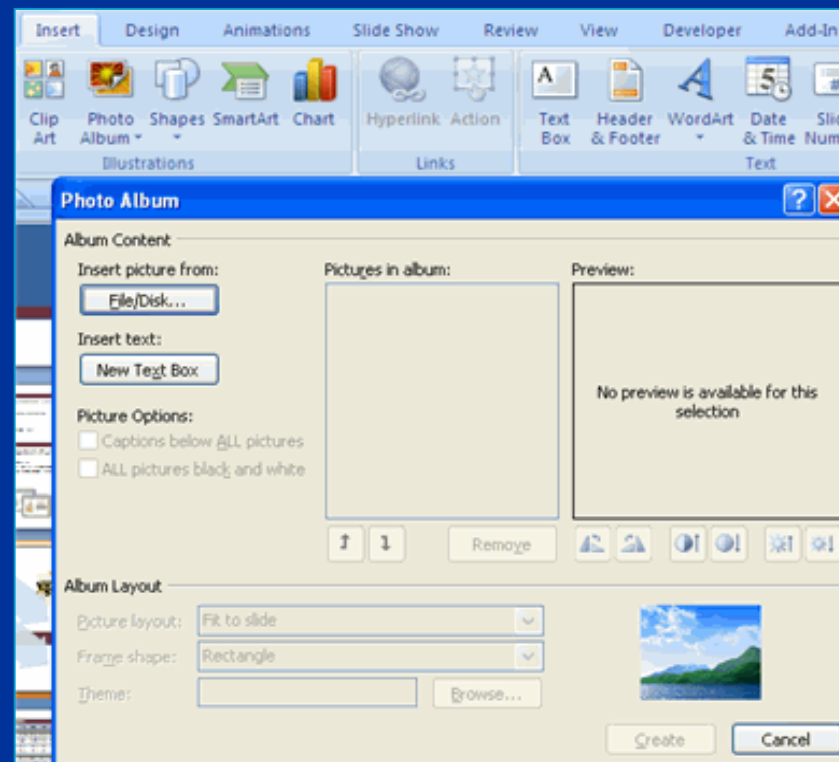 Insert Design Animations Slide Show Review View Developer Add-In
Clip Art
Photo Album
Shapes
SmartArt
Chart
Hyperlink
Action
Text Box
Header & Footer
WordArt
Date & Time
Illustrations
Links
Text
Photo Album
Album Content
Insert picture from:
File/Disk...
Insert text:
New Text Box
Picture Options:
Captions below ALL pictures
ALL pictures black and white
Pictures in album:
Remove
Preview:
No preview is available for this
selection
Album Layout
Picture layout: Fit to slide
Frame shape: Rectangle
Theme:
Browse...
Create
Cancel